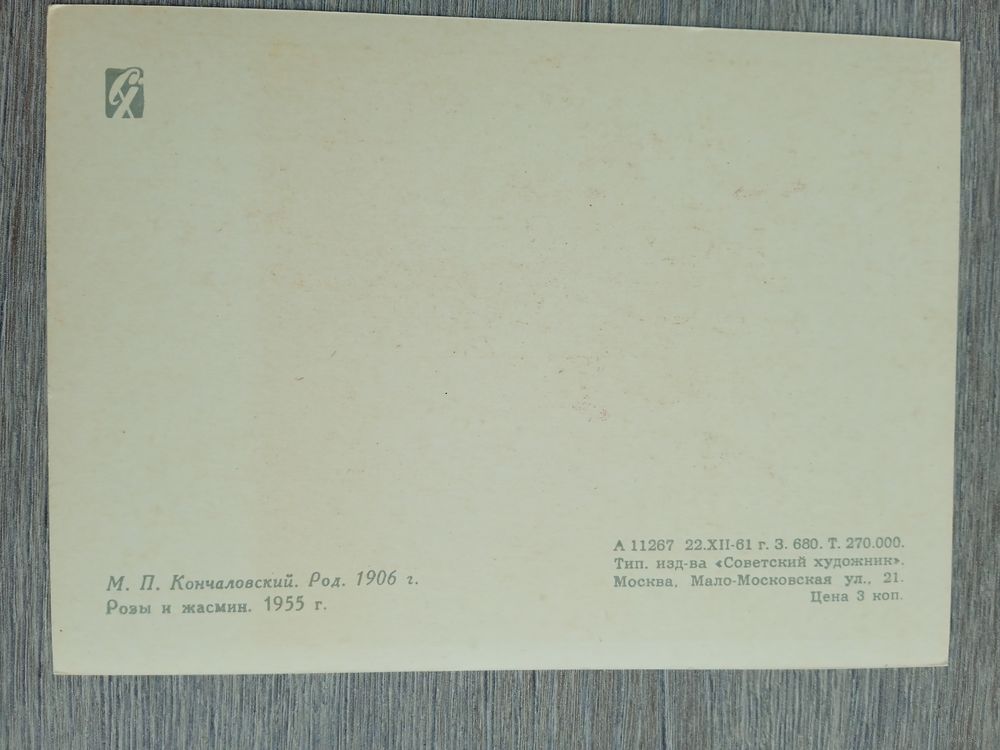 СХ
М. П. Кончаловский. Род. 1906 г.
Розы и жасмин. 1955 г.
А 11267 22.XII-61 г. З. 680. Т. 270.000.
Тип. изд-ва «Советский художник».
Москва, Мало-Московская ул., 21.
Цена 3 коп.